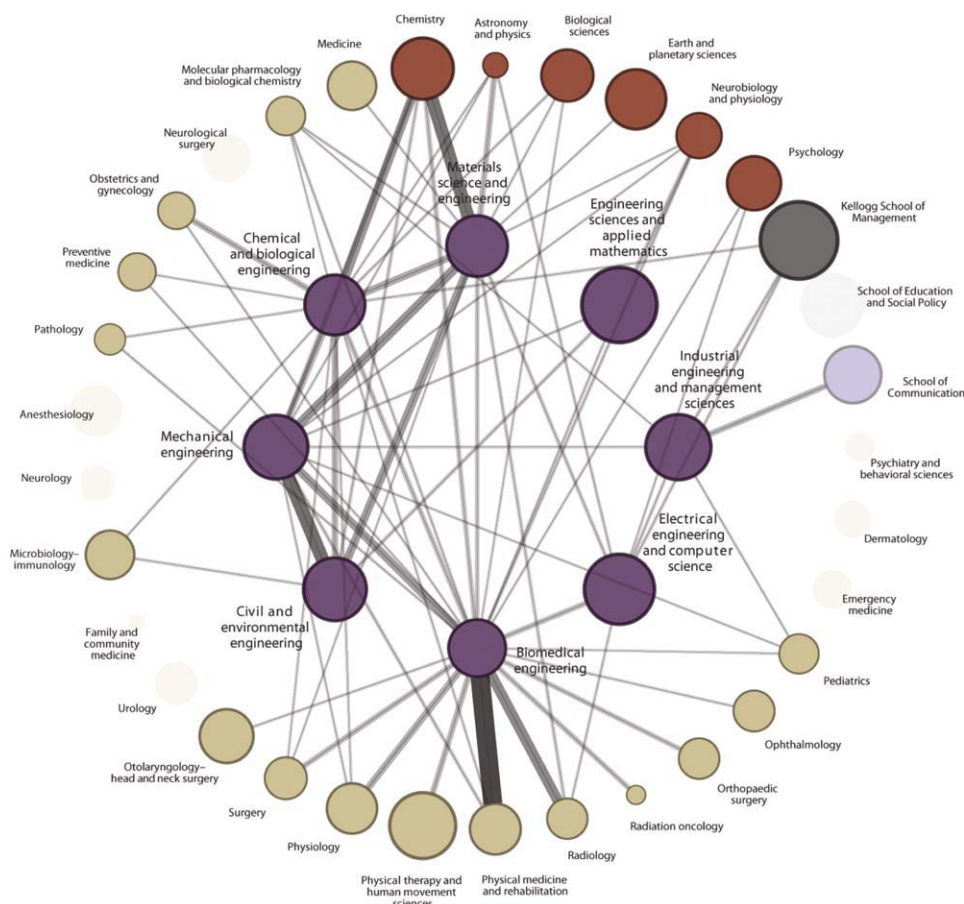 Chemistry
Astronomy
and physics
Biological
sciences
Earth and
planetary sciences
Medicine
Molecular pharmacology
and biological chemistry
Neurobiology
and physiology
Neurological
surgery
Psychology
Materials
science and
engineering
Obstetrics and
gynecology
Engineering
sciences and
applied
mathematics
Kellogg School of
Management
Chemical
and biological
engineering
Preventive
medicine
School of Education
and Social Policy
Pathology
Industrial
engineering
and management
sciences
School of
Communication
Anesthesiology
Mechanical
engineering
Neurology
Psychiatry and
behavioral sciences
Electrical
engineering
and computer
science
Dermatology
Microbiology–
immunology
Civil and
environmental
engineering
Emergency
medicine
Family and
community
medicine
Biomedical
engineering
Pediatrics
Urology
Ophthalmology
Otolaryngology–
head and neck surgery
Orthopaedic
surgery
Surgery
Radiation oncology
Physiology
Radiology
Physical therapy and
human movement
sciences
Physical medicine
and rehabilitation